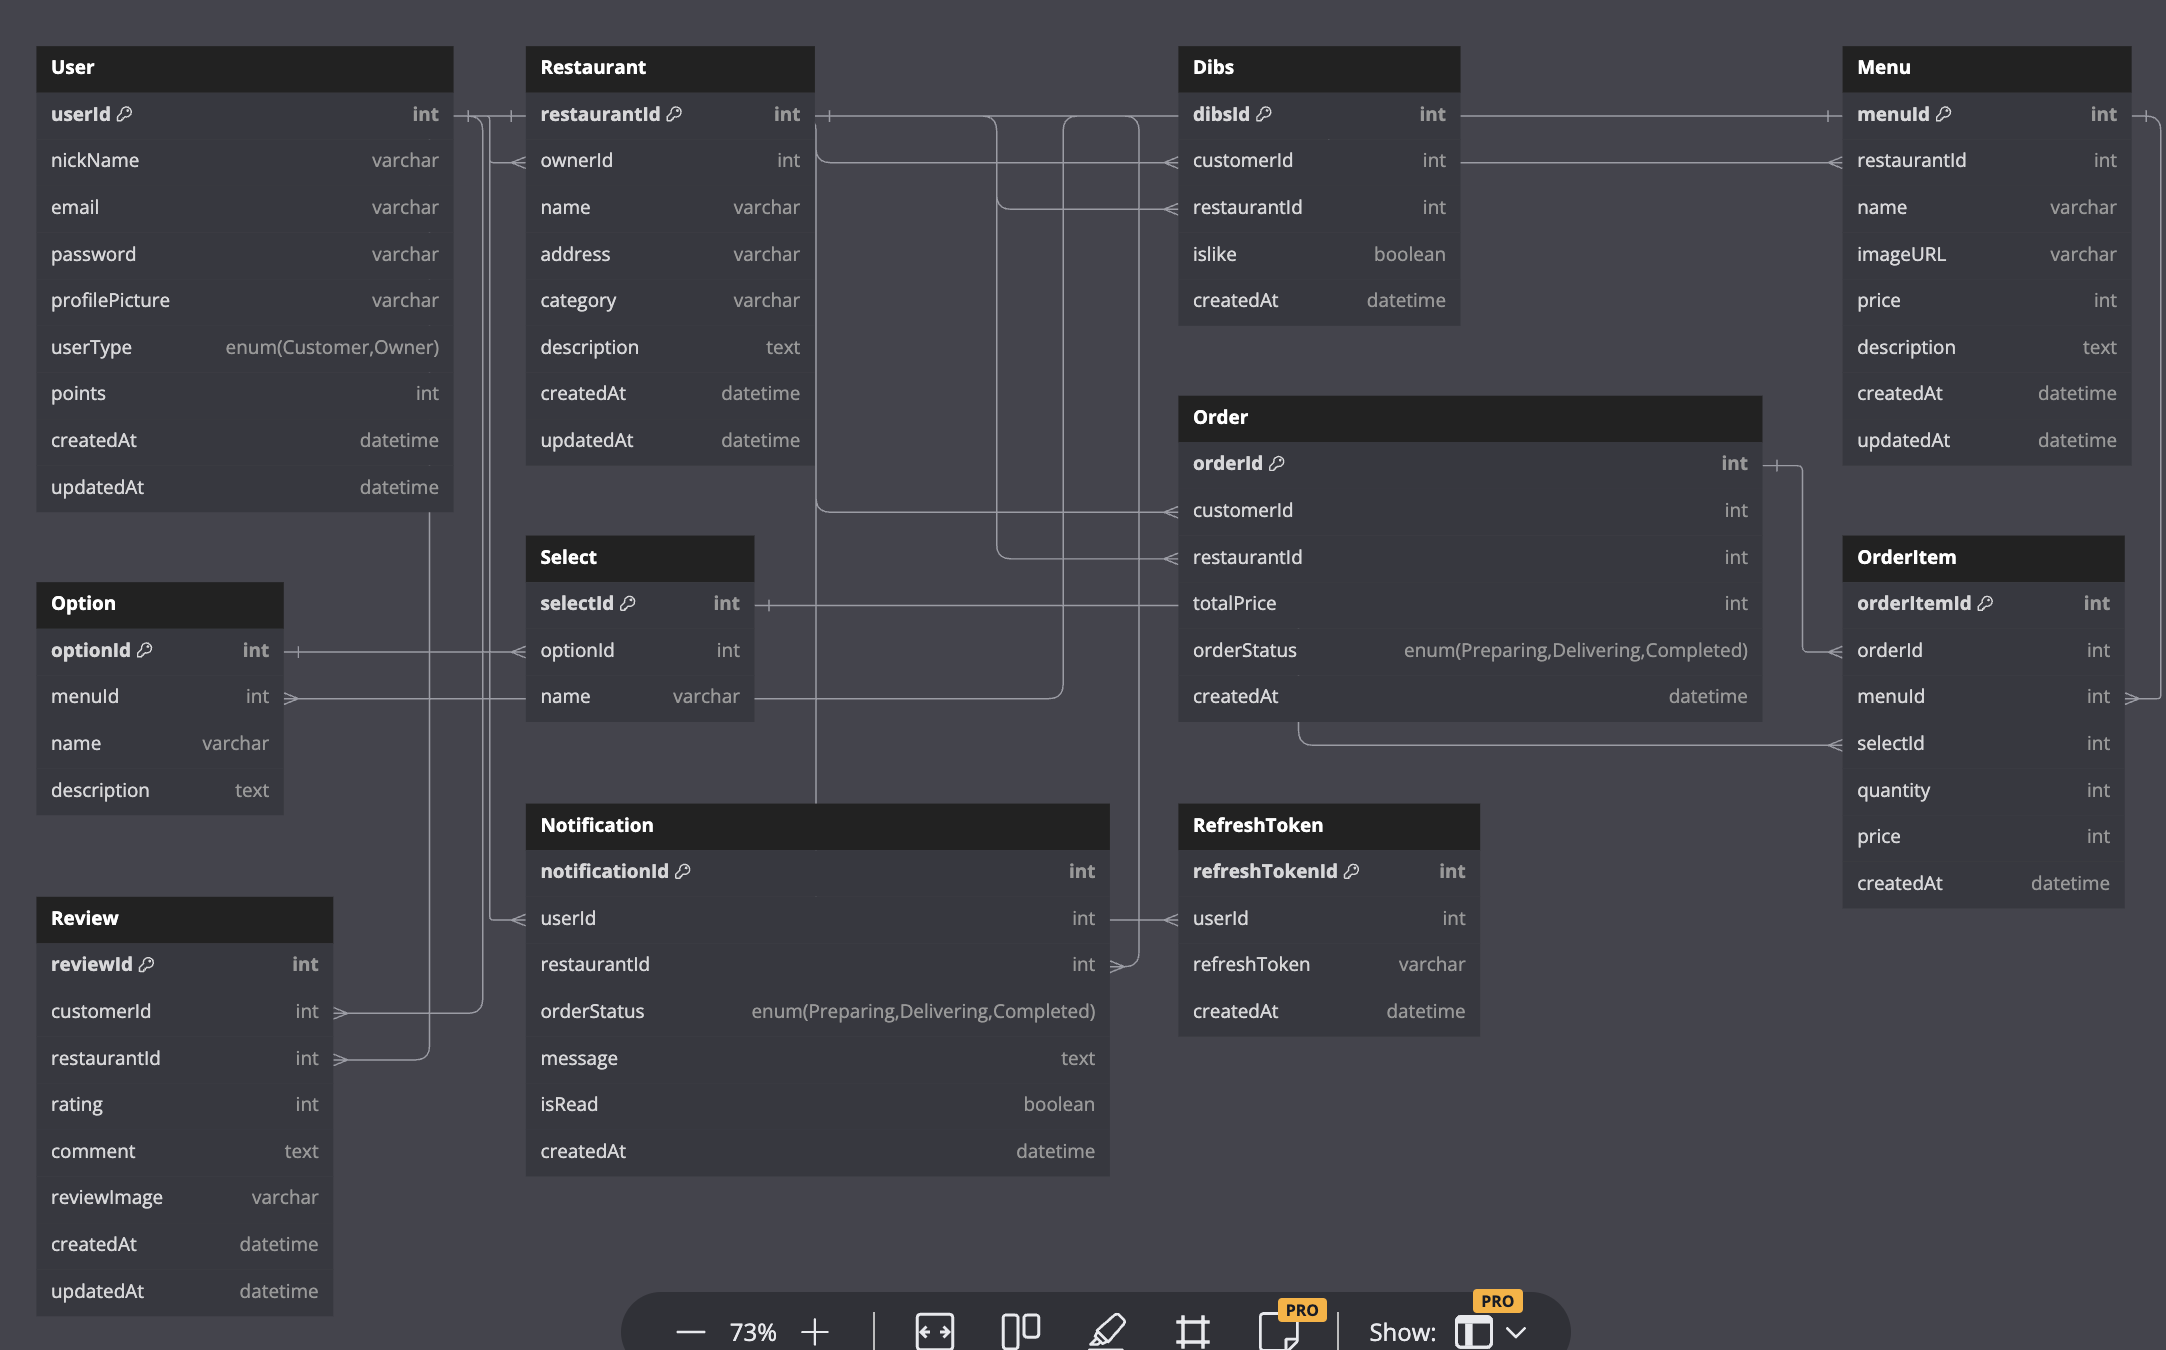 User
userId int
nickName varchar
email varchar
password varchar
profilePicture varchar
userType enum(Customer,Owner)
points int
createdAt datetime
updatedAt datetime
Restaurant
restaurantId int
ownerId int
name varchar
address varchar
category varchar
description text
createdAt datetime
updatedAt datetime
Dibs
dibsId int
customerId int
restaurantId int
islike boolean
createdAt datetime
Menu
menuId int
restaurantId int
name varchar
imageURL varchar
price int
description text
createdAt datetime
updatedAt datetime
Order
orderId int
customerId int
restaurantId int
totalPrice int
orderStatus enum(Preparing,Delivering,Completed)
createdAt datetime
Select
selectId int
optionId int
name varchar
OrderItem
orderItemId int
orderId int
menuId int
selectId int
quantity int
price int
createdAt datetime
Option
optionId int
menuId int
name varchar
description text
Notification
notificationId int
userId int
restaurantId int
orderStatus enum(Preparing,Delivering,Completed)
message text
isRead boolean
createdAt datetime
RefreshToken
refreshTokenId int
userId int
refreshToken varchar
createdAt datetime
Review
reviewId int
customerId int
restaurantId int
rating int
comment text
reviewImage varchar
createdAt datetime
updatedAt datetime
73%
PRO
Show:
PRO